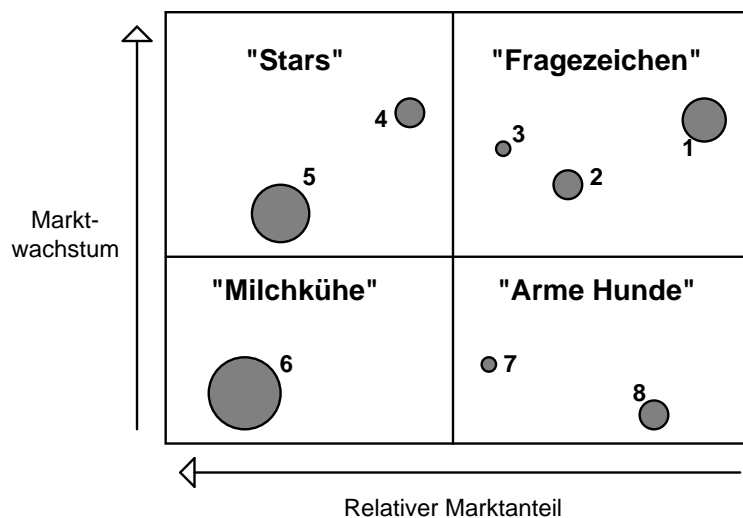 "Stars"
"Fragezeichen"
4
3
1
5
2
Markt-
wachstum
"Milchkühe"
"Arme Hunde"
6
7
8
Relativer Marktanteil